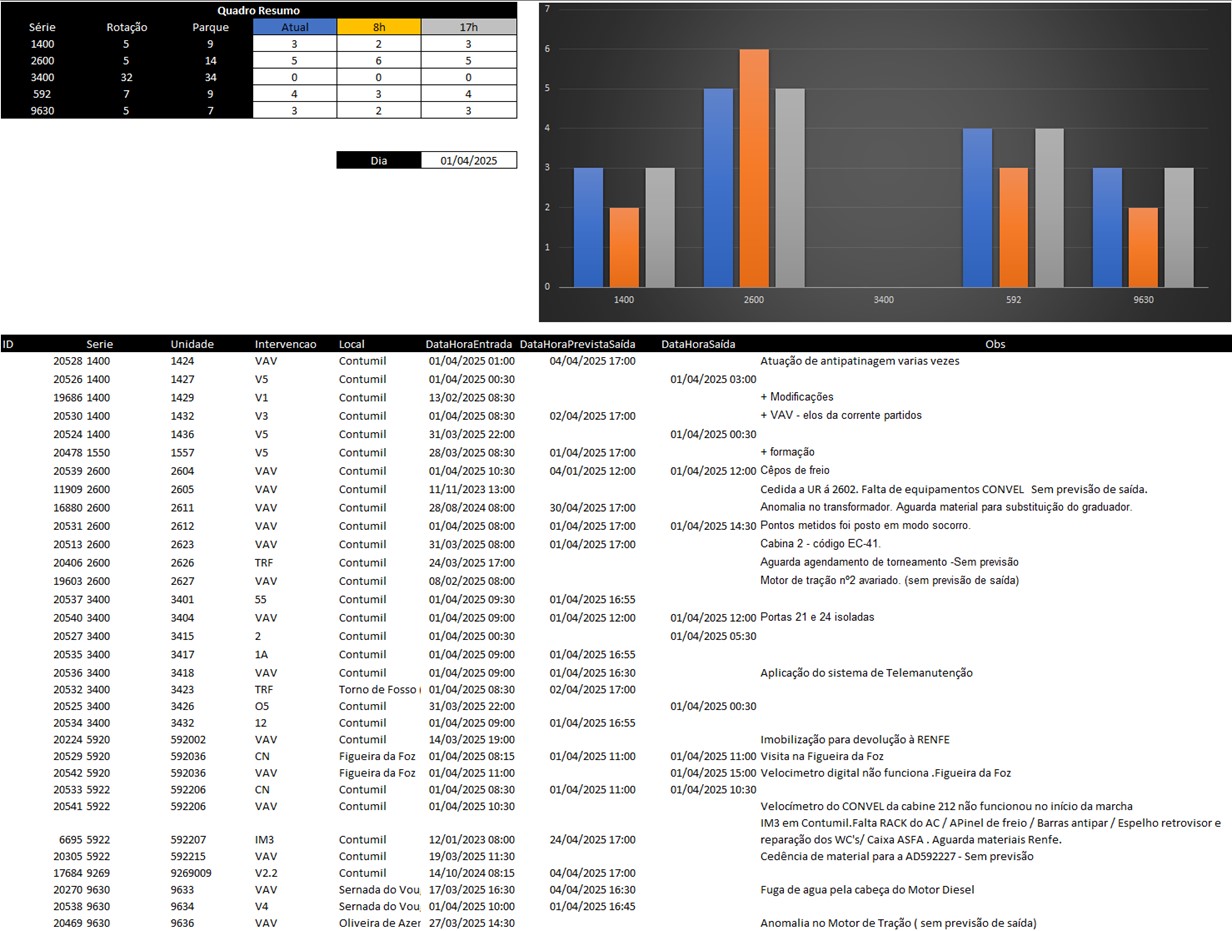 Quadro Resumo
Série Rotação Parque Atual 8h 17h
1400 5 9 3 2 3
2600 5 14 5 6 5
3400 32 34 0 0 0
592 7 9 4 3 4
9630 5 7 3 2 3
Dia 01/04/2025
7
6
5
4
3
2
1
0
1400 2600 3400 592 9630
ID Serie Unidade Intervencao Local DataHoraEntrada DataHoraPrevistaSaída DataHoraSaída Obs
20528 1400 1424 VAV Contumil 01/04/2025 01:00 04/04/2025 17:00 Atuação de antipatinagem varias vezes
20526 1400 1427 V5 Contumil 01/04/2025 00:30 01/04/2025 03:00
19686 1400 1429 V1 Contumil 13/02/2025 08:30 + Modificações
20530 1400 1432 V3 Contumil 01/04/2025 08:30 02/04/2025 17:00 + VAV - elos da corrente partidos
20524 1400 1436 V5 Contumil 31/03/2025 22:00 01/04/2025 00:30
20478 1550 1557 V5 Contumil 28/03/2025 08:30 01/04/2025 17:00 + formação
20539 2600 2604 VAV Contumil 01/04/2025 10:30 04/01/2025 12:00 01/04/2025 12:00 Cêpos de freio
11909 2600 2605 VAV Contumil 11/11/2023 13:00 Cedida a UR á 2602. Falta de equipamentos CONVEL Sem previsão de saída.
16880 2600 2611 VAV Contumil 28/08/2024 08:00 30/04/2025 17:00 Anomalia no transformador. Aguarda material para substituição do graduador.
20531 2600 2612 VAV Contumil 01/04/2025 08:00 01/04/2025 17:00 01/04/2025 14:30 Pontos metidos foi posto em modo socorro.
20513 2600 2623 VAV Contumil 31/03/2025 08:00 01/04/2025 17:00 Cabina 2 - código EC-41.
20406 2600 2626 TRF Contumil 24/03/2025 17:00 Aguarda agendamento de torneamento -Sem previsão
19603 2600 2627 VAV Contumil 08/02/2025 08:00 Motor de tração nº2 avariado. (sem previsão de saída)
20537 3400 3401 55 Contumil 01/04/2025 09:30 01/04/2025 16:55
20540 3400 3404 VAV Contumil 01/04/2025 09:00 01/04/2025 12:00 01/04/2025 12:00 Portas 21 e 24 isoladas
20527 3400 3415 2 Contumil 01/04/2025 00:30 01/04/2025 05:30
20535 3400 3417 1A Contumil 01/04/2025 09:00 01/04/2025 16:55
20536 3400 3418 VAV Contumil 01/04/2025 09:00 01/04/2025 16:30 Aplicação do sistema de Telemanutenção
20532 3400 3423 TRF Torno de Fosso ( 01/04/2025 08:30 02/04/2025 17:00
20525 3400 3426 O5 Contumil 31/03/2025 22:00 01/04/2025 00:30
20534 3400 3432 12 Contumil 01/04/2025 09:00 01/04/2025 16:55
20224 5920 592002 VAV Contumil 14/03/2025 19:00 Imobilização para devolução à RENFE
20529 5920 592036 CN Figueira da Foz 01/04/2025 08:15 01/04/2025 11:00 01/04/2025 11:00 Visita na Figueira da Foz
20542 5920 592036 VAV Figueira da Foz 01/04/2025 11:00 01/04/2025 15:00 Velocimetro digital não funciona .Figueira da Foz
20533 5922 592206 CN Contumil 01/04/2025 08:30 01/04/2025 11:00 01/04/2025 10:30
20541 5922 592206 VAV Contumil 01/04/2025 10:30 Velocímetro do CONVEL da cabine 212 não funcionou no início da marcha
IM3 em Contumil.Falta RACK do AC / APinel de freio / Barras antipar / Espelho retrovisor e
6695 5922 592207 IM3 Contumil 12/01/2023 08:00 24/04/2025 17:00 reparação dos WC's/ Caixa ASFA . Aguarda materiais Renfe.
20305 5922 592215 VAV Contumil 19/03/2025 11:30 Cedência de material para a AD592227 - Sem previsão
17684 9269 9269009 V2.2 Contumil 14/10/2024 08:15 04/04/2025 17:00
20270 9630 9633 VAV Sernada do Vou 17/03/2025 16:30 04/04/2025 16:30 Fuga de agua pela cabeça do Motor Diesel
20538 9630 9634 V4 Sernada do Vou 01/04/2025 10:00 01/04/2025 16:45
20469 9630 9636 VAV Oliveira de Azer 27/03/2025 14:30 Anomalia no Motor de Tração ( sem previsão de saída)